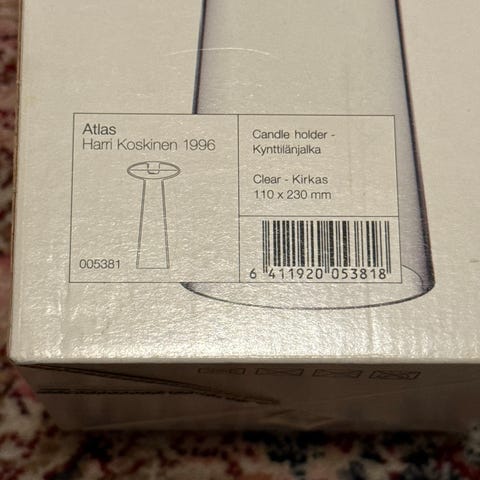 Atlas
Harri Koskinen 1996
005381
Candle holder -
Kynttilänjalka
Clear - Kirkas
110 x 230 mm
6 411920 053818